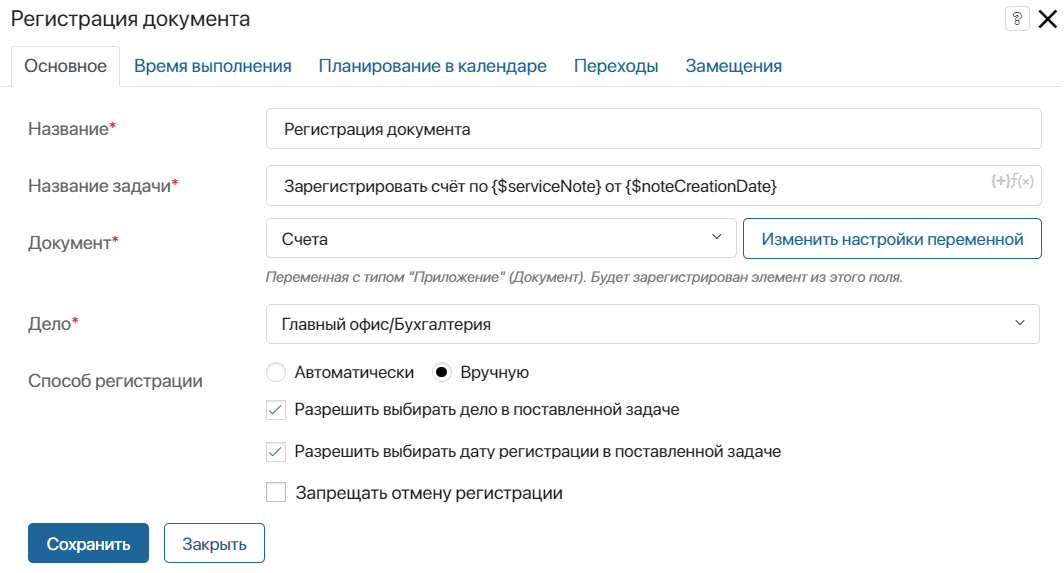 Регистрация документа ?
Основное Время выполнения Планирование в календаре Переходы Замещения
Название* Регистрация документа
Название задачи* Зарегистрировать счёт по {$serviceNote} от {$noteCreationDate} {+}ƒ(×)
Документ* Счета Изменить настройки переменной
Переменная с типом "Приложение" (Документ). Будет зарегистрирован элемент из этого поля.
Дело* Главный офис/Бухгалтерия
Способ регистрации Автоматически Вручную
Разрешить выбирать дело в поставленной задаче
Разрешить выбирать дату регистрации в поставленной задаче
Запрещать отмену регистрации
Сохранить Закрыть